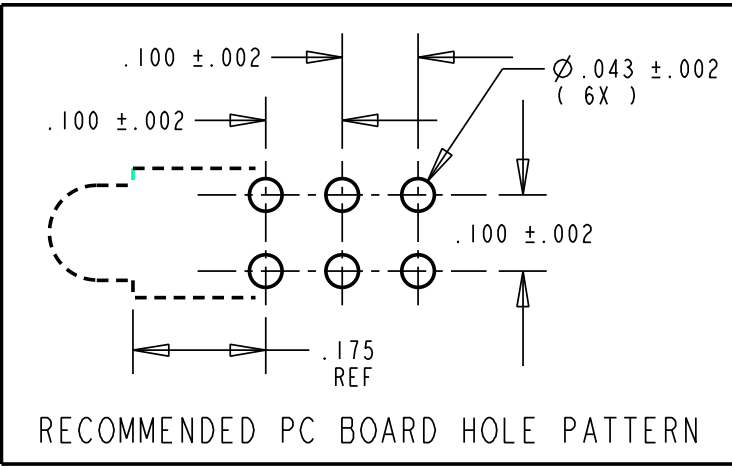 .100 ±.002
Ø .043 ±.002
( 6X )
.100 ±.002
.100 ±.002
.175
REF
RECOMMENDED PC BOARD HOLE PATTERN